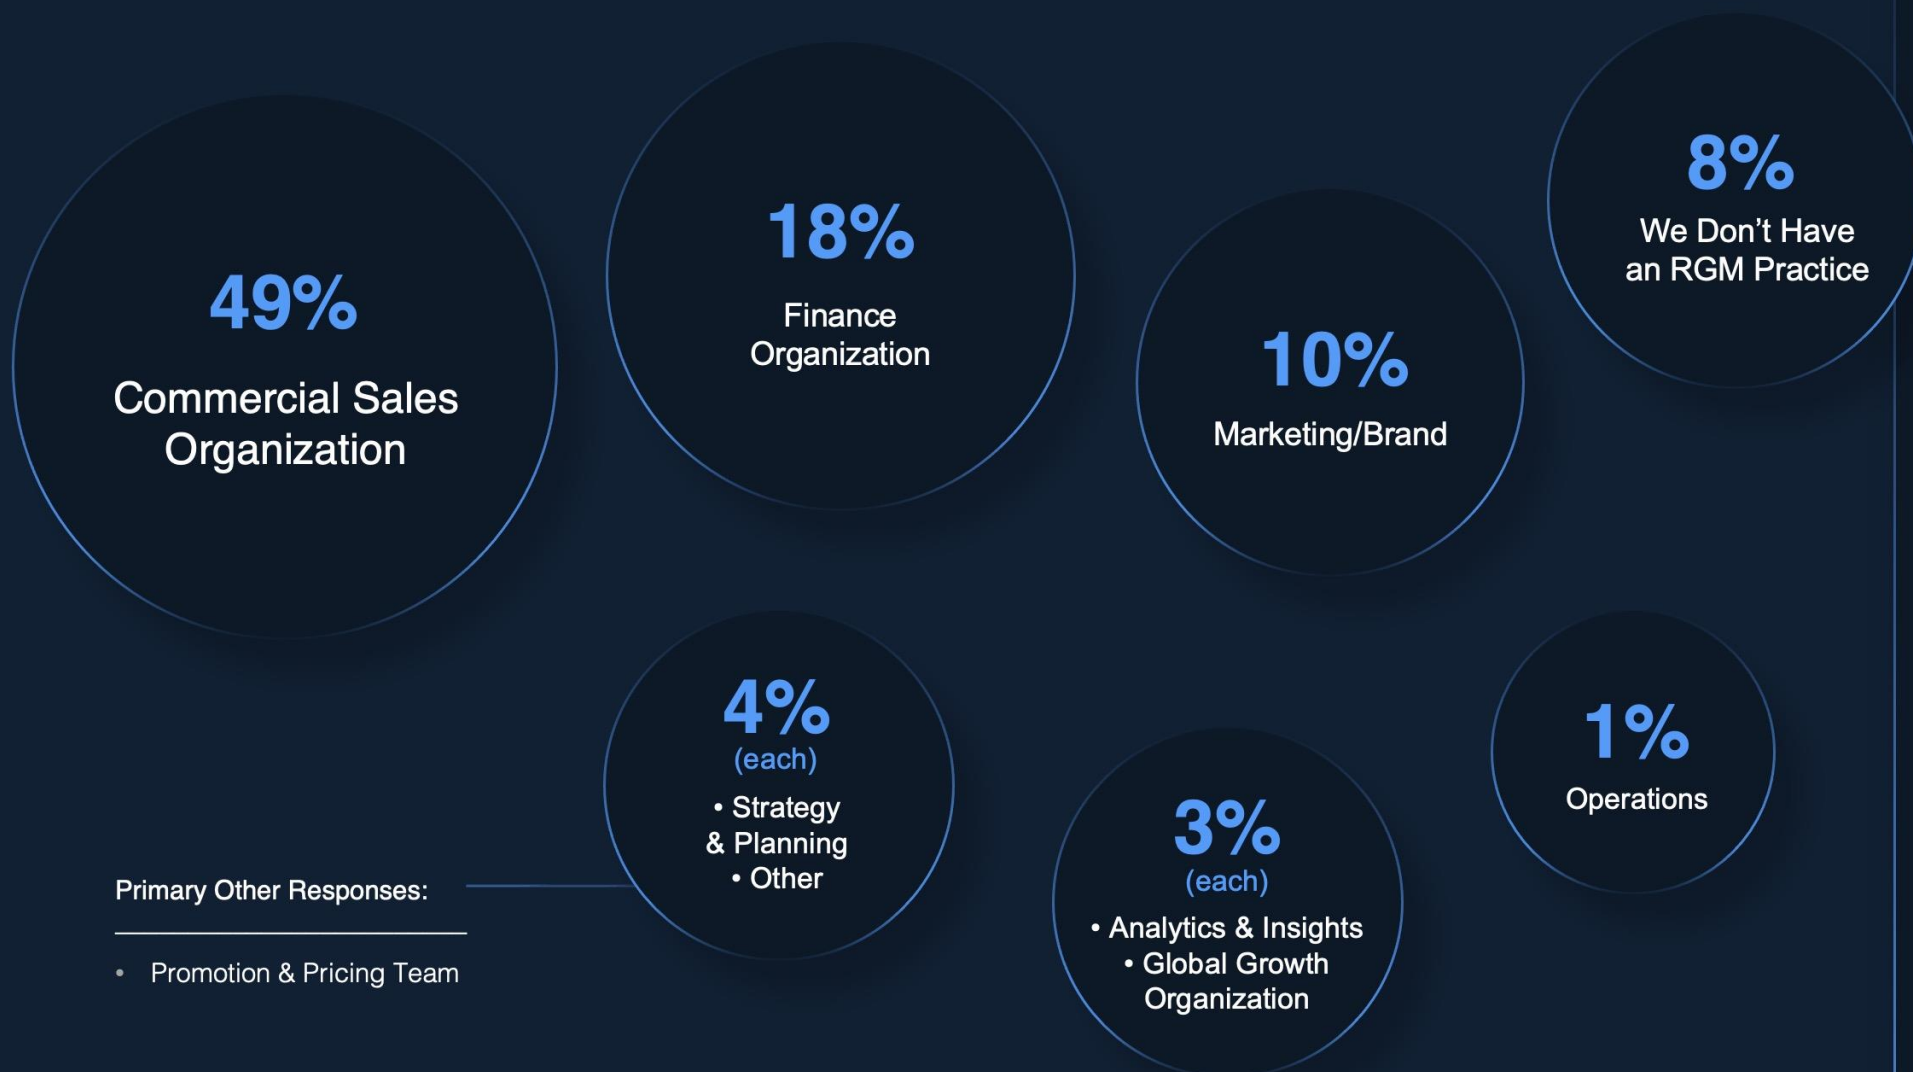 49%
Commercial Sales
Organization
18%
Finance
Organization
10%
Marketing/Brand
8%
We Don’t Have
an RGM Practice
4%
(each)
• Strategy
& Planning
• Other
3%
(each)
• Analytics & Insights
• Global Growth
Organization
1%
Operations
Primary Other Responses:
• Promotion & Pricing Team